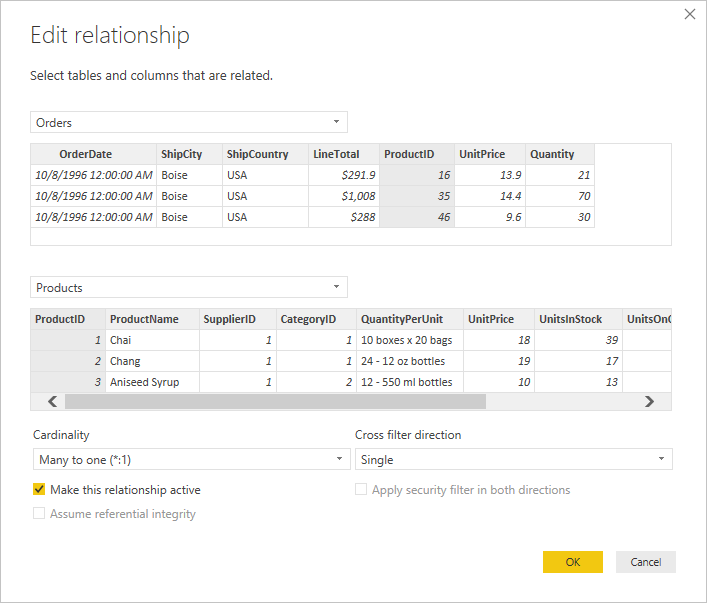 Edit relationship
Select tables and columns that are related.
Orders
OrderDate ShipCity ShipCountry LineTotal ProductID UnitPrice Quantity
10/8/1996 12:00:00 AM Boise USA $291.9 16 13.9 21
10/8/1996 12:00:00 AM Boise USA $1,008 35 14.4 70
10/8/1996 12:00:00 AM Boise USA $288 46 9.6 30
Products
ProductID ProductName SupplierID CategoryID QuantityPerUnit UnitPrice UnitsInStock UnitsOnO
1 Chai 1 1 10 boxes x 20 bags 18 39
2 Chang 1 1 24 - 12 oz bottles 19 17
3 Aniseed Syrup 1 2 12 - 550 ml bottles 10 13
Cardinality Cross filter direction
Many to one (*:1) Single
Make this relationship active Apply security filter in both directions
Assume referential integrity
OK Cancel